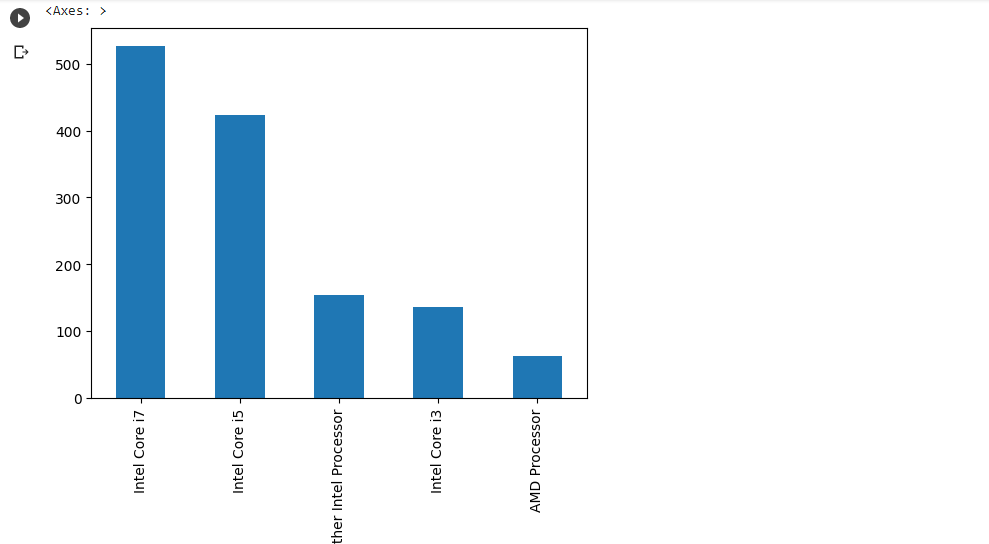 <Axes: >
500
400
300
200
100
0
Intel Core i7
Intel Core i5
ther Intel Processor
Intel Core i3
AMD Processor